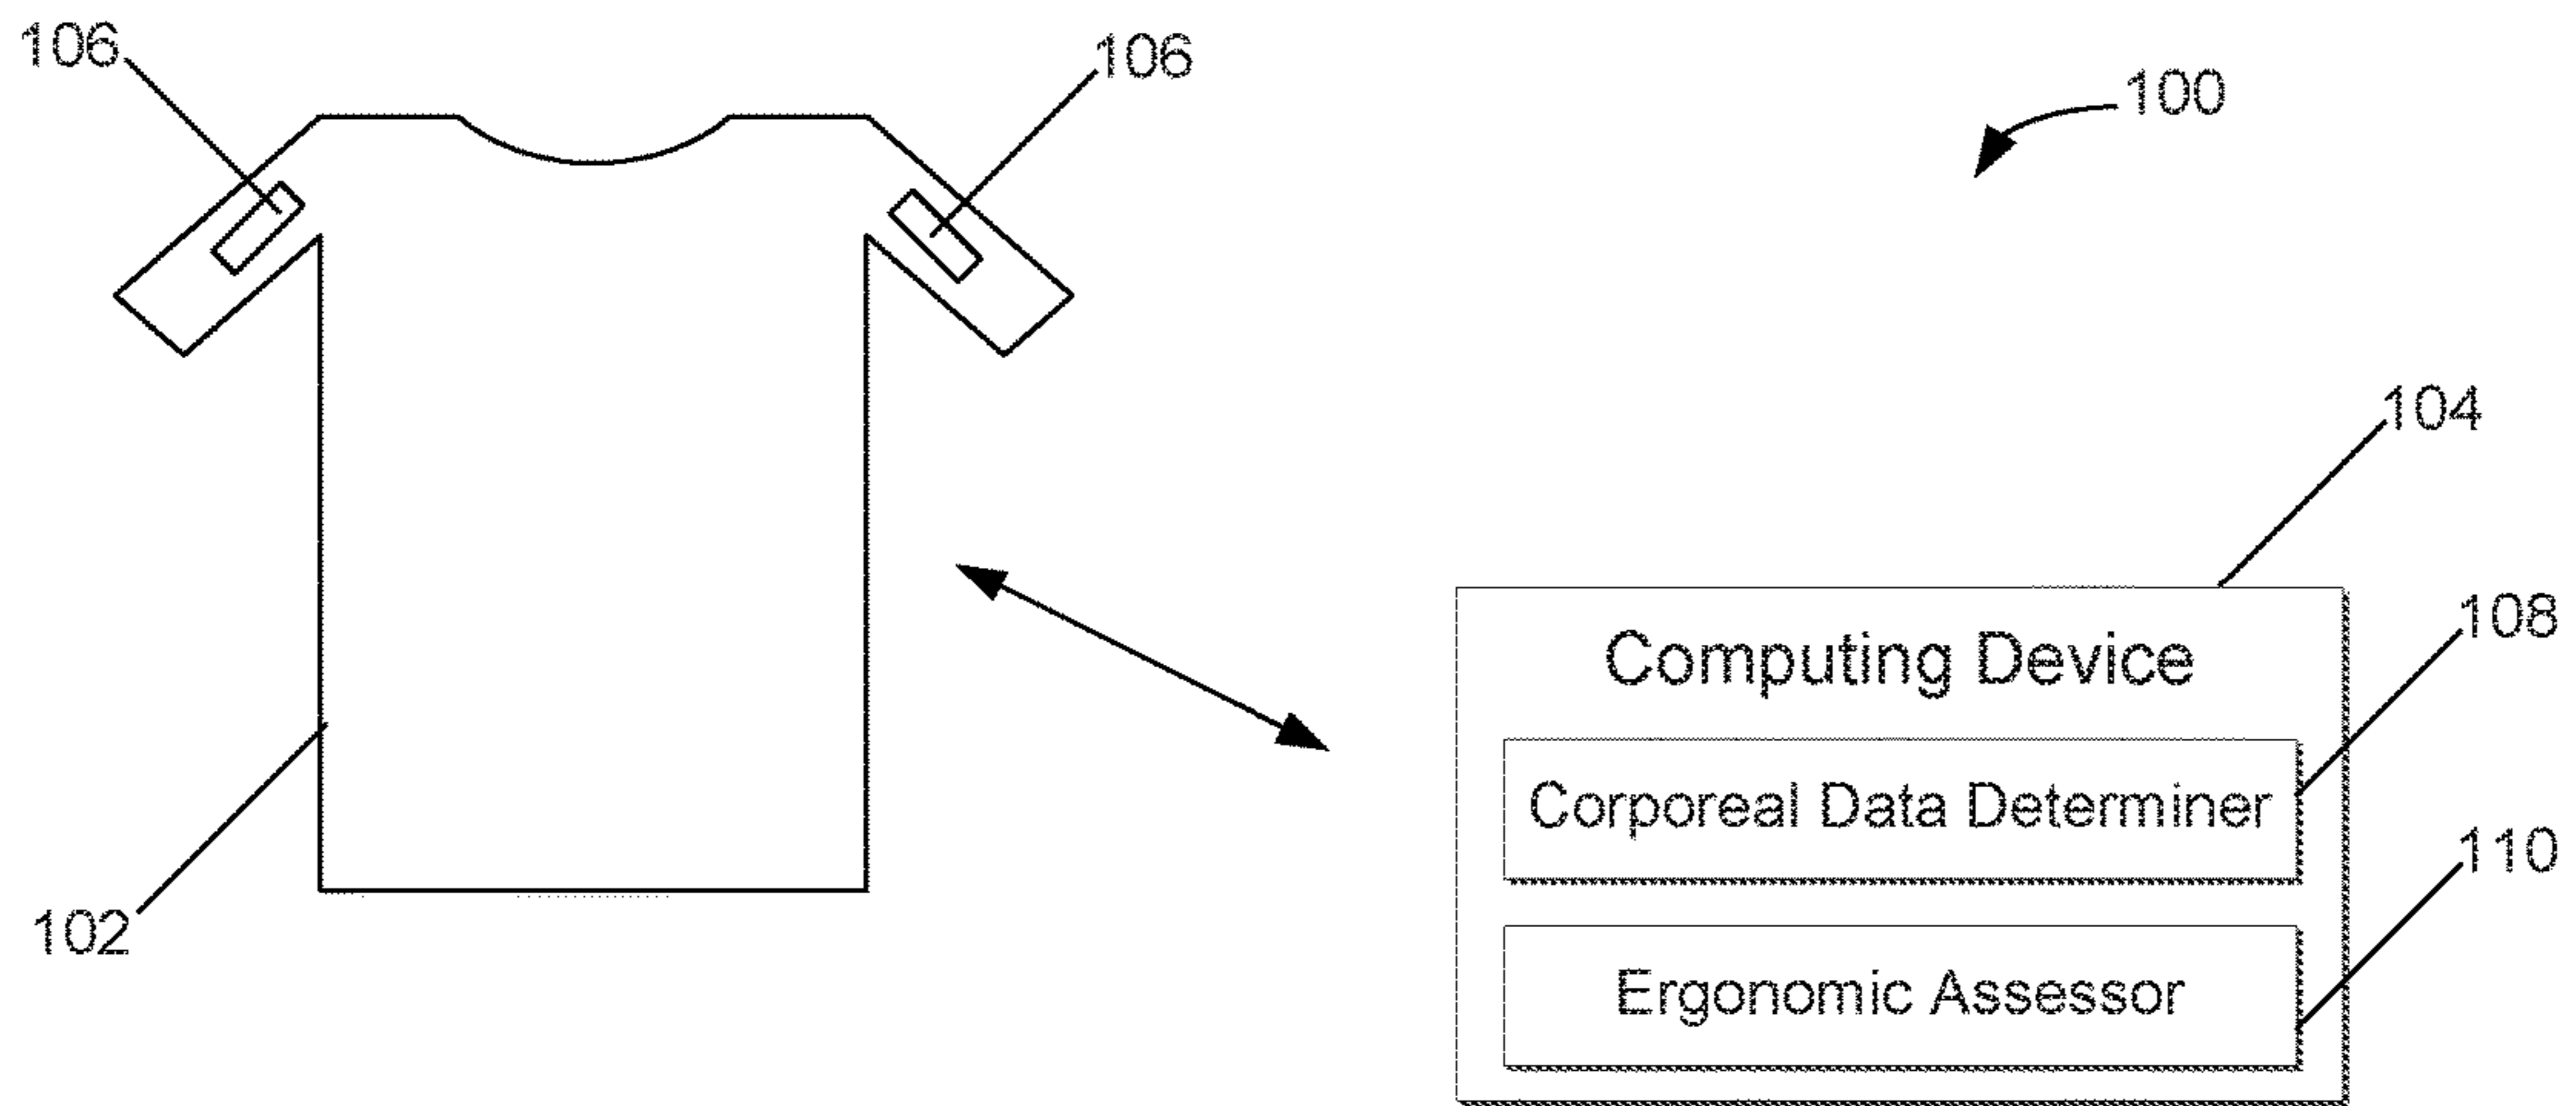 106
106
100
104
Computing Device
108
Corporeal Data Determiner
110
Ergonomic Assessor
102